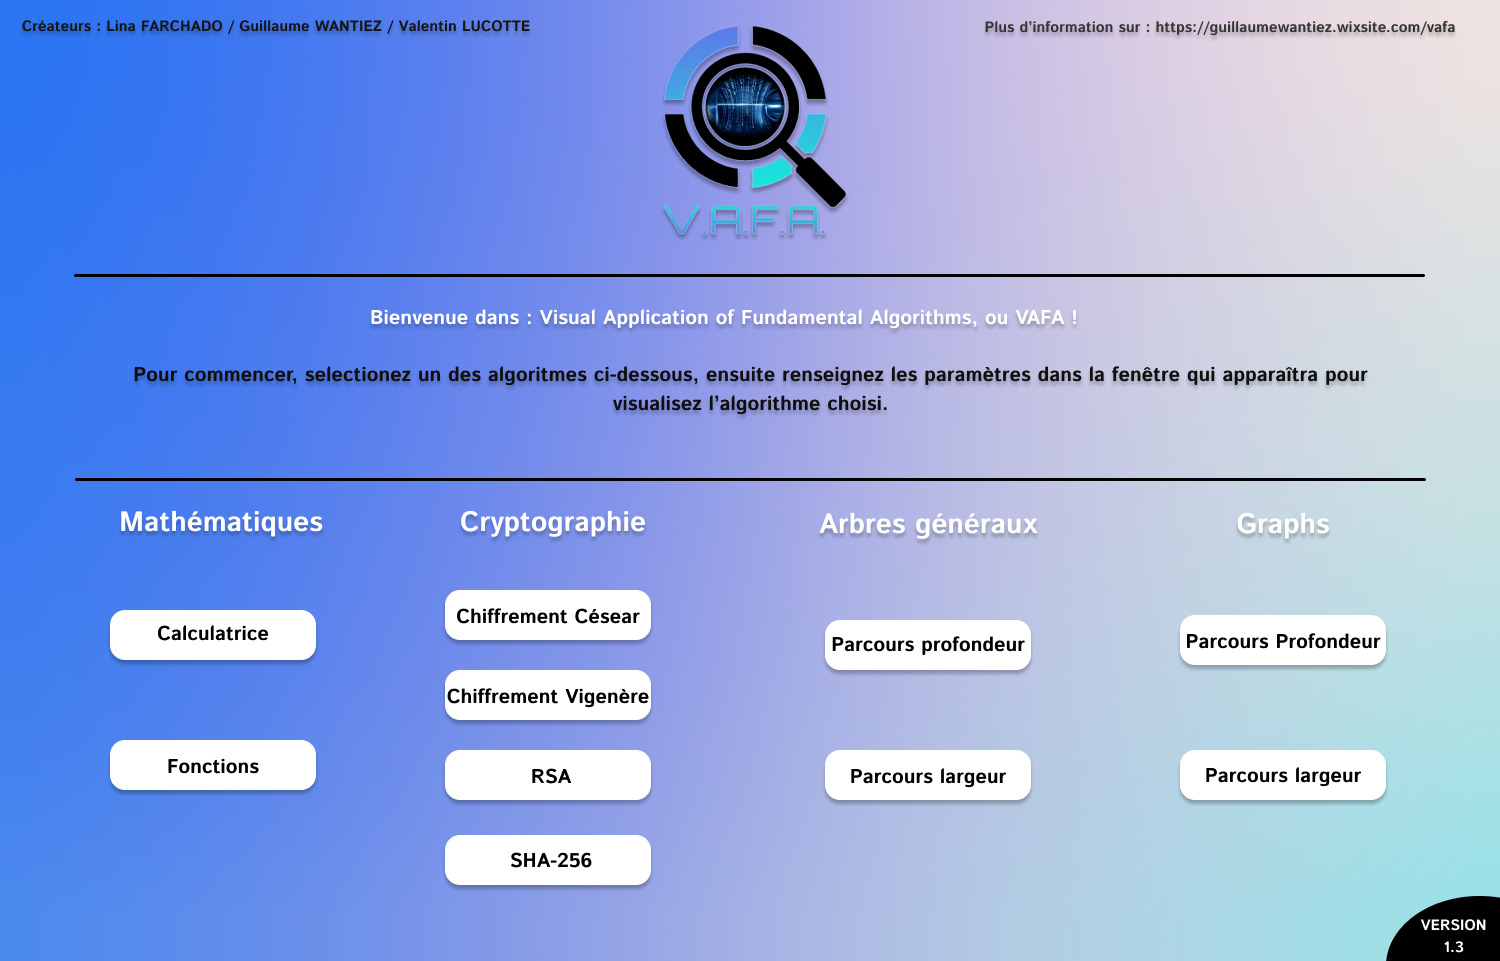 Créateurs : Lina FARCHADO / Guillaume WANTIEZ / Valentin LUCOTTE
Plus d’information sur : https://guillaumewantiez.wixsite.com/vafa
V.A.F.A.
Bienvenue dans : Visual Application of Fundamental Algorithms, ou VAFA !
Pour commencer, selectionez un des algoritmes ci-dessous, ensuite renseignez les paramètres dans la fenêtre qui apparaîtra pour
visualisez l’algorithme choisi.
Mathématiques
Calculatrice
Fonctions
Cryptographie
Chiffrement Césear
Chiffrement Vigenère
RSA
SHA-256
Arbres généraux
Parcours profondeur
Parcours largeur
Graphs
Parcours Profondeur
Parcours largeur
VERSION
1.3